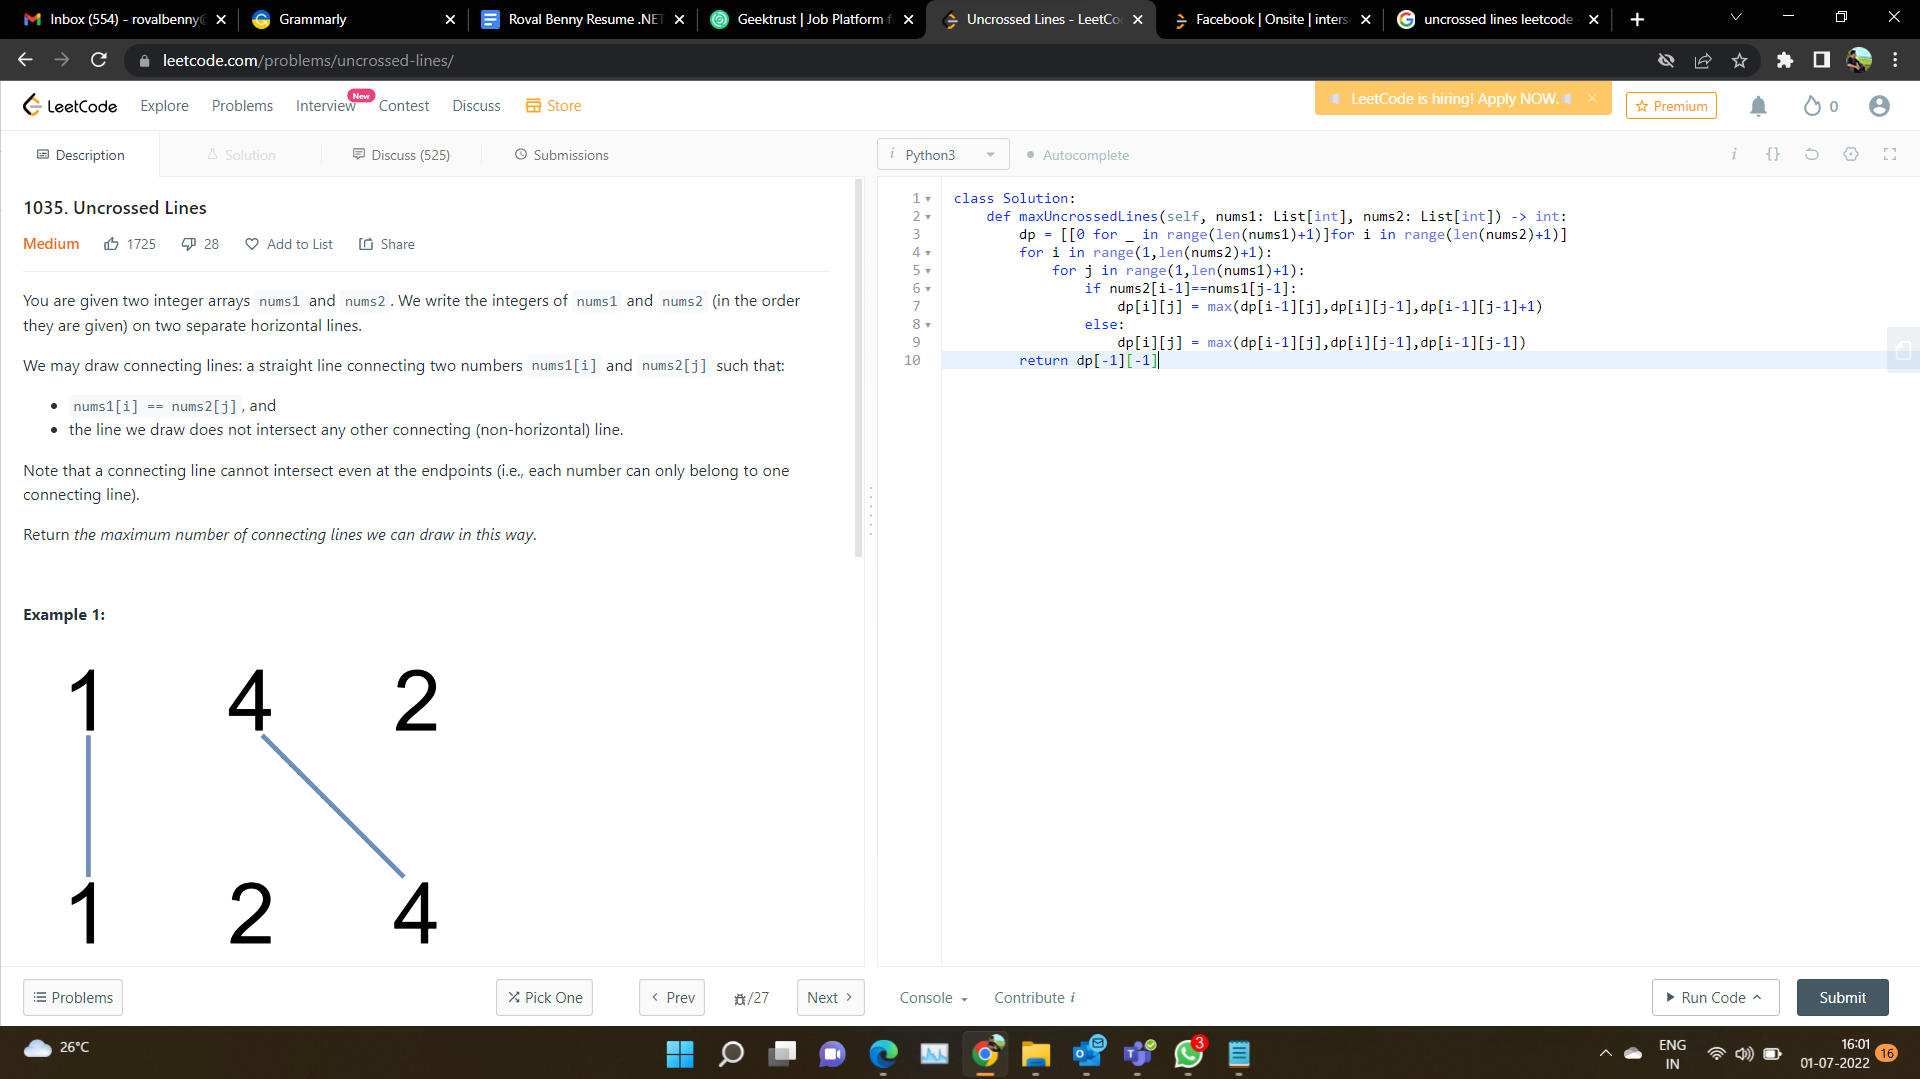 Inbox (554) - rovalbenny@
Grammarly
Roval Benny Resume .NET
Geektrust | Job Platform f
Uncrossed Lines - LeetCo
Facebook | Onsite | inters
uncrossed lines leetcode
leetcode.com/problems/uncrossed-lines/
LeetCode
Explore
Problems
Interview
New
Contest
Discuss
Store
LeetCode is hiring! Apply NOW.
Premium
0
Description
Solution
Discuss (525)
Submissions
i Python3
Autocomplete
i
{}
1035. Uncrossed Lines
Medium
1725
28
Add to List
Share
You are given two integer arrays nums1 and nums2. We write the integers of nums1 and nums2 (in the order
they are given) on two separate horizontal lines.
We may draw connecting lines: a straight line connecting two numbers nums1[i] and nums2[j] such that:
• nums1[i] == nums2[j], and
• the line we draw does not intersect any other connecting (non-horizontal) line.
Note that a connecting line cannot intersect even at the endpoints (i.e., each number can only belong to one
connecting line).
Return the maximum number of connecting lines we can draw in this way.
Example 1:
1 4 2
1 2 4
1 class Solution:
2 def maxUncrossedLines(self, nums1: List[int], nums2: List[int]) -> int:
3 dp = [[0 for _ in range(len(nums1)+1)]for i in range(len(nums2)+1)]
4 for i in range(1,len(nums2)+1):
5 for j in range(1,len(nums1)+1):
6 if nums2[i-1]==nums1[j-1]:
7 dp[i][j] = max(dp[i-1][j],dp[i][j-1],dp[i-1][j-1]+1)
8 else:
9 dp[i][j] = max(dp[i-1][j],dp[i][j-1],dp[i-1][j-1])
10 return dp[-1][-1]
Problems
Pick One
Prev
/27
Next
Console
Contribute i
Run Code
Submit
26°C
3
ENG
IN
16:01
01-07-2022
16